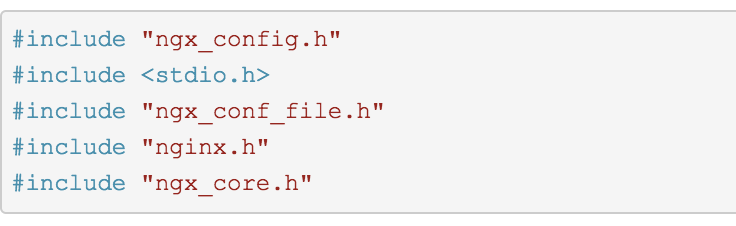 #include "ngx_config.h"
#include <stdio.h>
#include "ngx_conf_file.h"
#include "nginx.h"
#include "ngx_core.h"